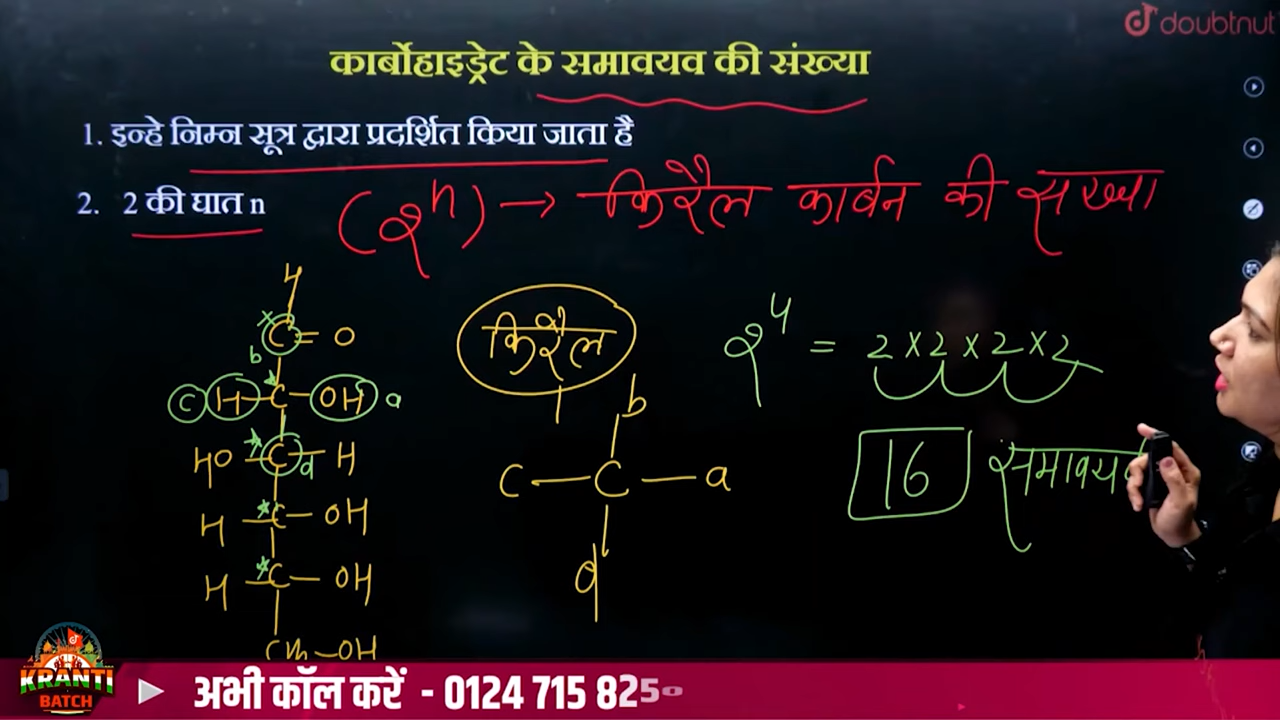 doubtnut
कार्बोहाइड्रेट के समावयव की संख्या
1. इन्हे निम्न सूत्र द्वारा प्रदर्शित किया जाता है
2. 2 की घात n
(2ⁿ) → किरैल कार्बन की संख्या
H
C = O
b
c H - C - OH a
HO - C - H
d
H - C - OH
H - C - OH
CH₂-OH
किरैल
b
C - C - a
d
2⁴ = 2×2×2×2
16 समावयव
KRANTI
BATCH
अभी कॉल करें - 0124 715 825